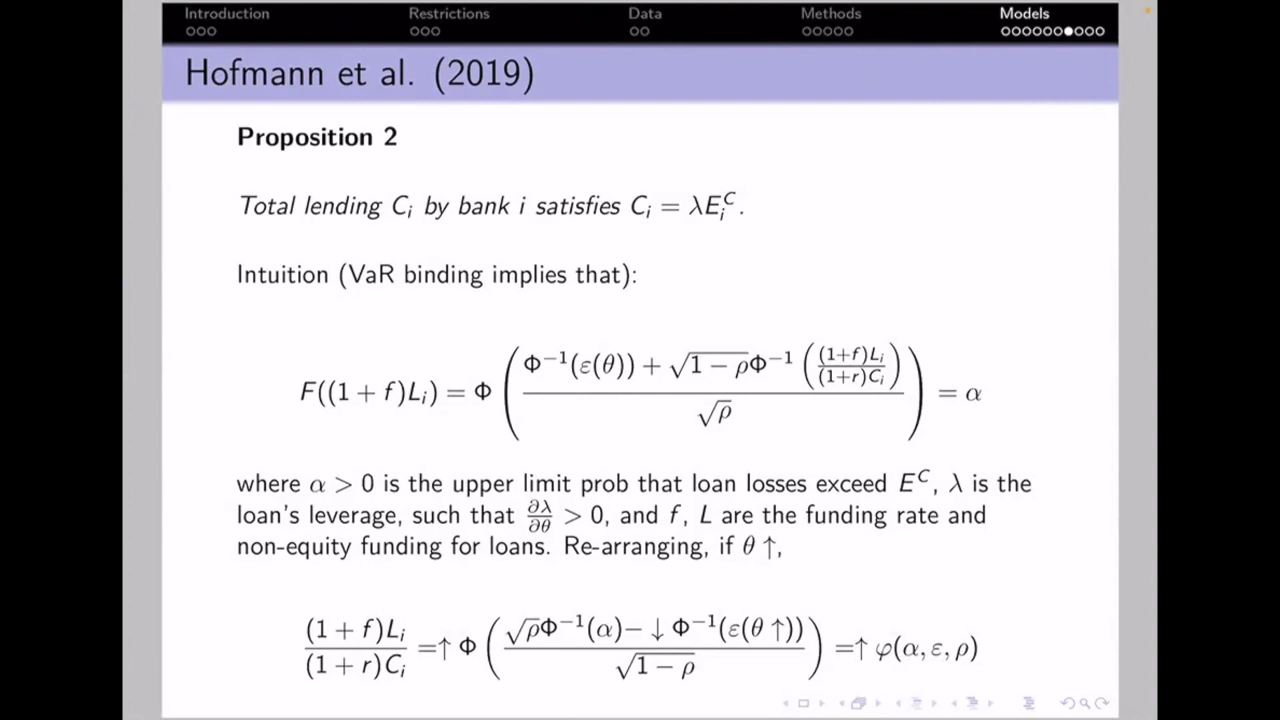 Introduction Restrictions Data Methods Models
Hofmann et al. (2019)
Proposition 2
Total lending C_i by bank i satisfies C_i = λE_i^C.
Intuition (VaR binding implies that):
F((1 + f)L_i) = Φ ( (Φ^{-1}(ε(θ)) + √(1 − ρ)Φ^{-1} ( (1+f)L_i / (1+r)C_i )) / √ρ ) = α
where α > 0 is the upper limit prob that loan losses exceed E^C, λ is the
loan's leverage, such that ∂λ/∂θ > 0, and f, L are the funding rate and
non-equity funding for loans. Re-arranging, if θ ↑,
(1 + f)L_i / (1 + r)C_i =↑ Φ ( (√ρΦ^{-1}(α)− ↓ Φ^{-1}(ε(θ ↑))) / √(1 − ρ) ) =↑ φ(α, ε, ρ)